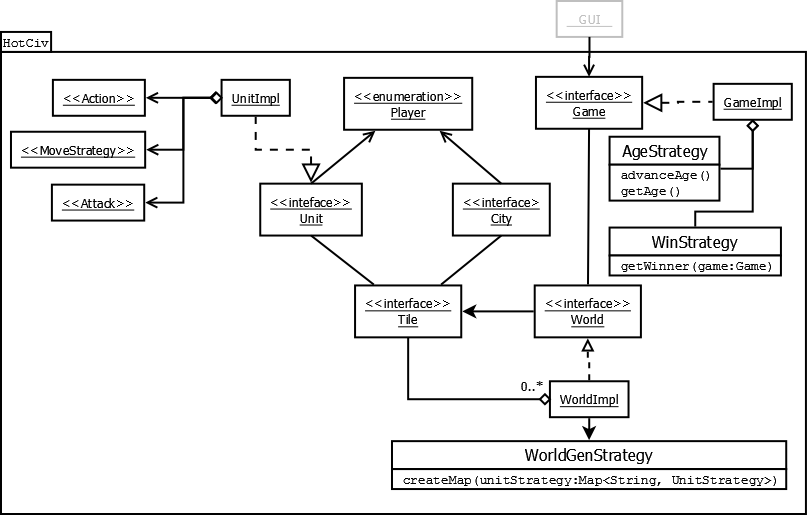 GUI
HotCiv
<<Action>>
UnitImpl
<<enumeration>>
Player
<<interface>>
Game
GameImpl
<<MoveStrategy>>
AgeStrategy
advanceAge()
getAge()
<<Attack>>
<<inteface>>
Unit
<<interface>
City
WinStrategy
getWinner(game:Game)
<<interface>>
Tile
<<interface>>
World
0..*
WorldImpl
WorldGenStrategy
createMap(unitStrategy:Map<String, UnitStrategy>)